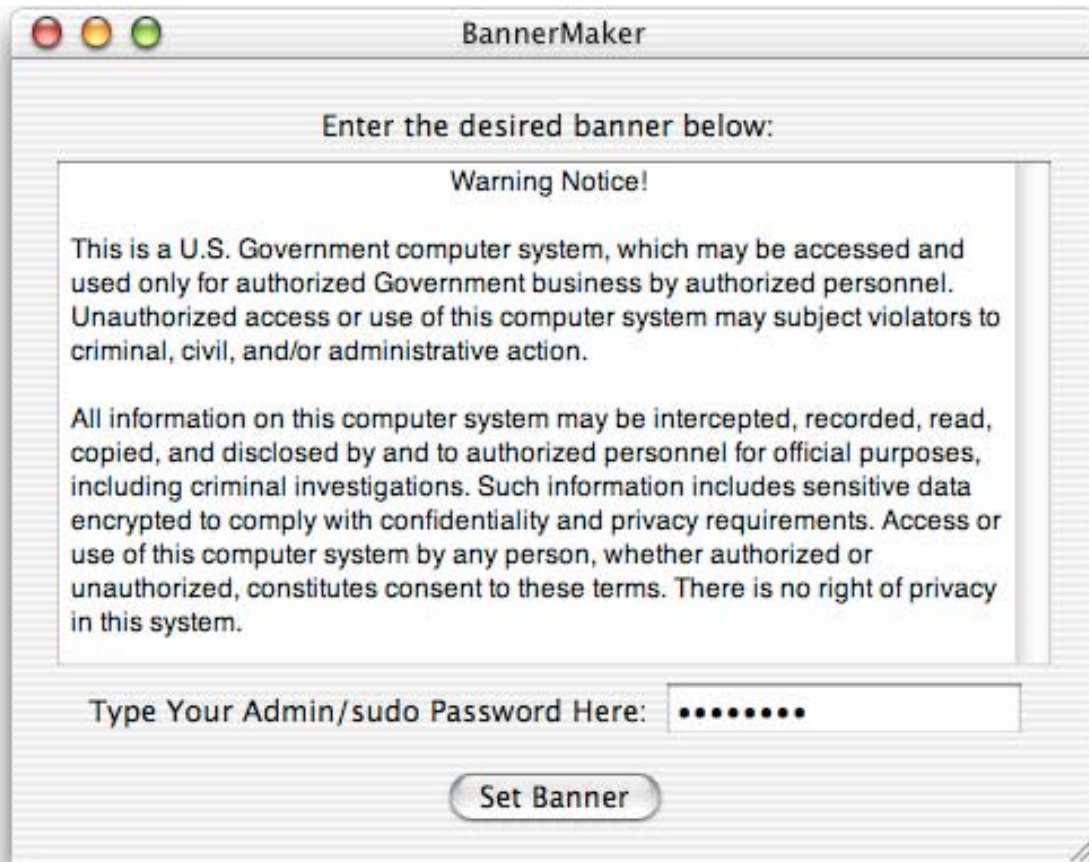 BannerMaker
Enter the desired banner below:
Warning Notice!
This is a U.S. Government computer system, which may be accessed and
used only for authorized Government business by authorized personnel.
Unauthorized access or use of this computer system may subject violators to
criminal, civil, and/or administrative action.
All information on this computer system may be intercepted, recorded, read,
copied, and disclosed by and to authorized personnel for official purposes,
including criminal investigations. Such information includes sensitive data
encrypted to comply with confidentiality and privacy requirements. Access or
use of this computer system by any person, whether authorized or
unauthorized, constitutes consent to these terms. There is no right of privacy
in this system.
Type Your Admin/sudo Password Here: ••••••••
Set Banner